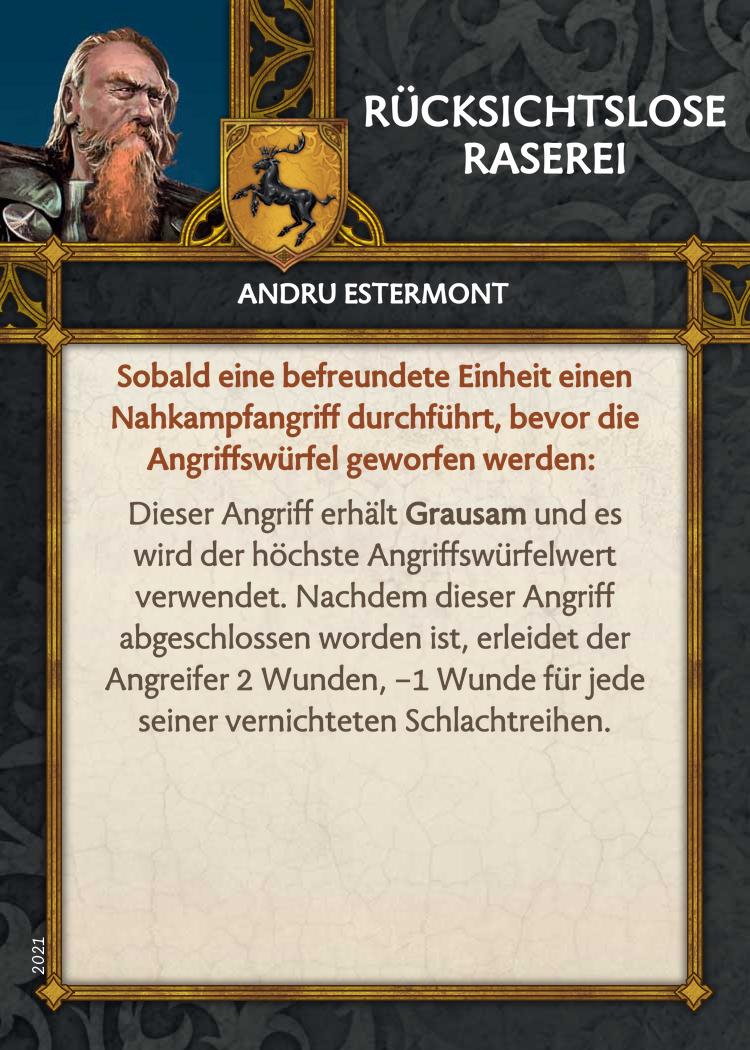 RÜCKSICHTSLOSE
RASEREI
ANDRU ESTERMONT
Sobald eine befreundete Einheit einen
Nahkampfangriff durchführt, bevor die
Angriffswürfel geworfen werden:
Dieser Angriff erhält Grausam und es
wird der höchste Angriffswürfelwert
verwendet. Nachdem dieser Angriff
abgeschlossen worden ist, erleidet der
Angreifer 2 Wunden, –1 Wunde für jede
seiner vernichteten Schlachtreihen.
2021